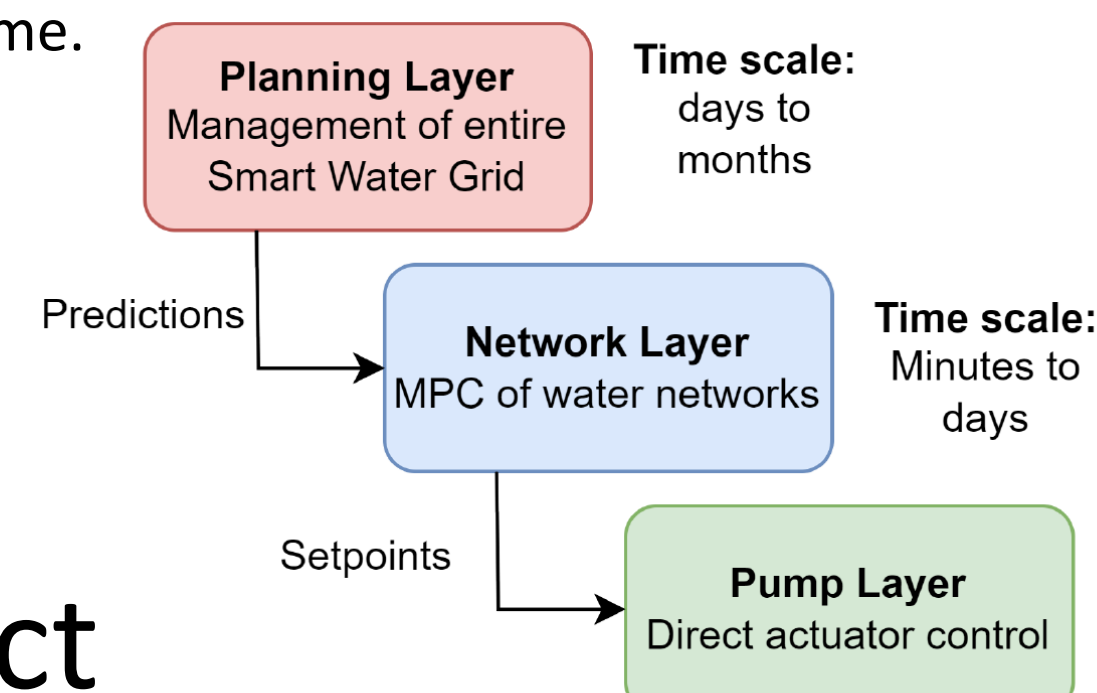 me.
Planning Layer
Management of entire
Smart Water Grid
Time scale:
days to
months
Predictions
Network Layer
MPC of water networks
Time scale:
Minutes to
days
Setpoints
Pump Layer
Direct actuator control
ct